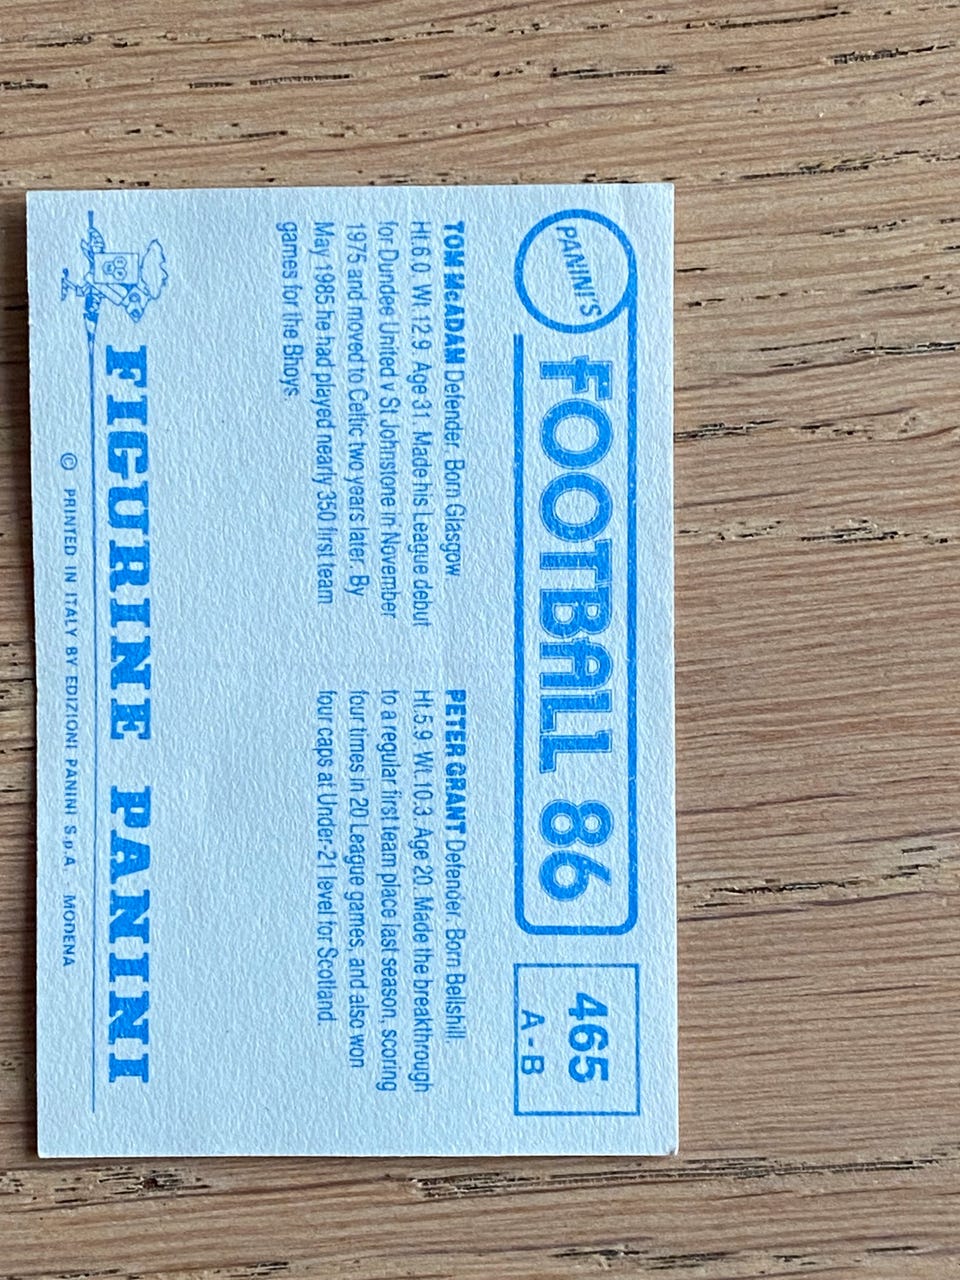 PANINI'S
FOOTBALL 86
465
A - B
TOM McADAM Defender. Born Glasgow.
Ht.6.0. Wt.12.9. Age 31. Made his League debut
for Dundee United v St Johnstone in November
1975 and moved to Celtic two years later. By
May 1985 he had played nearly 350 first team
games for the Bhoys.
PETER GRANT Defender. Born Bellshill.
Ht.5.9. Wt.10.3. Age 20. Made the breakthrough
to a regular first team place last season, scoring
four times in 20 League games, and also won
four caps at Under-21 level for Scotland.
FIGURINE PANINI
© PRINTED IN ITALY BY EDIZIONI PANINI S.p.A. MODENA